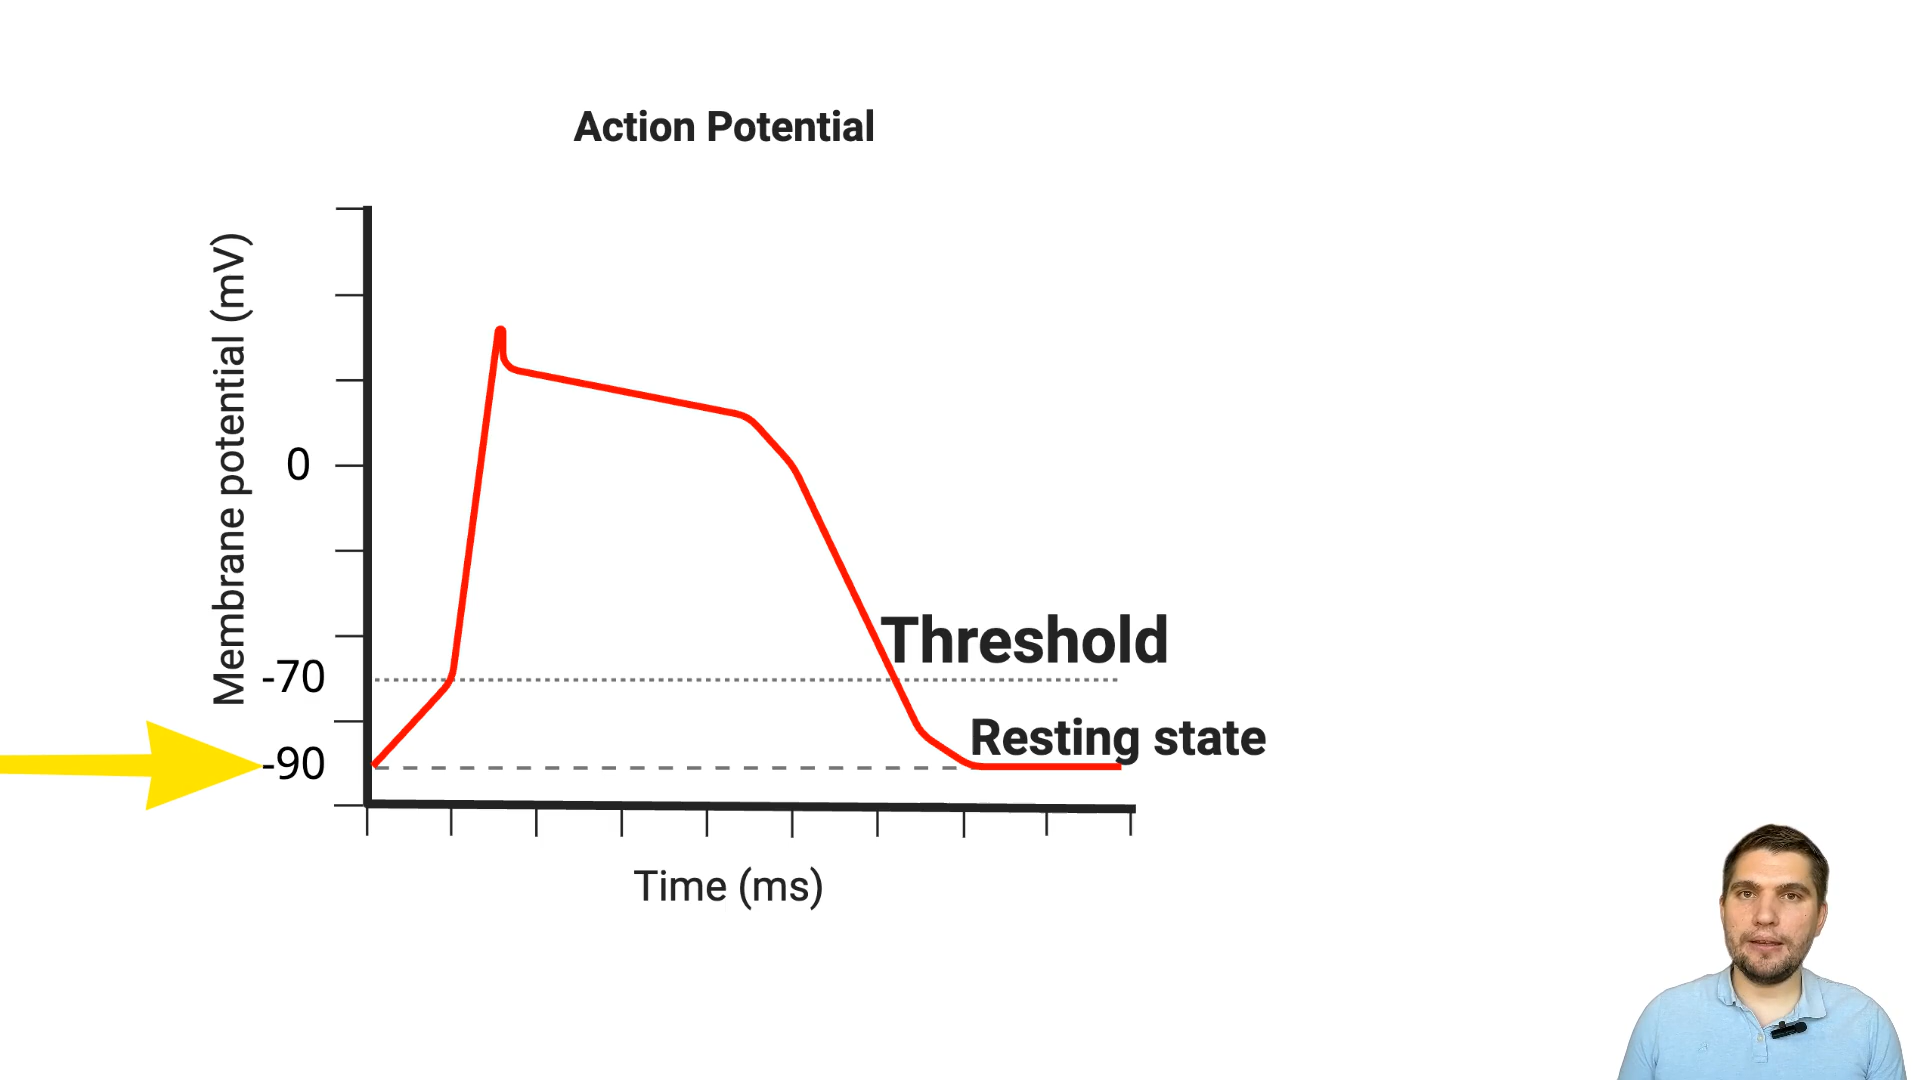 Action Potential
Membrane potential (mV)
0
-70
-90
Threshold
Resting state
Time (ms)